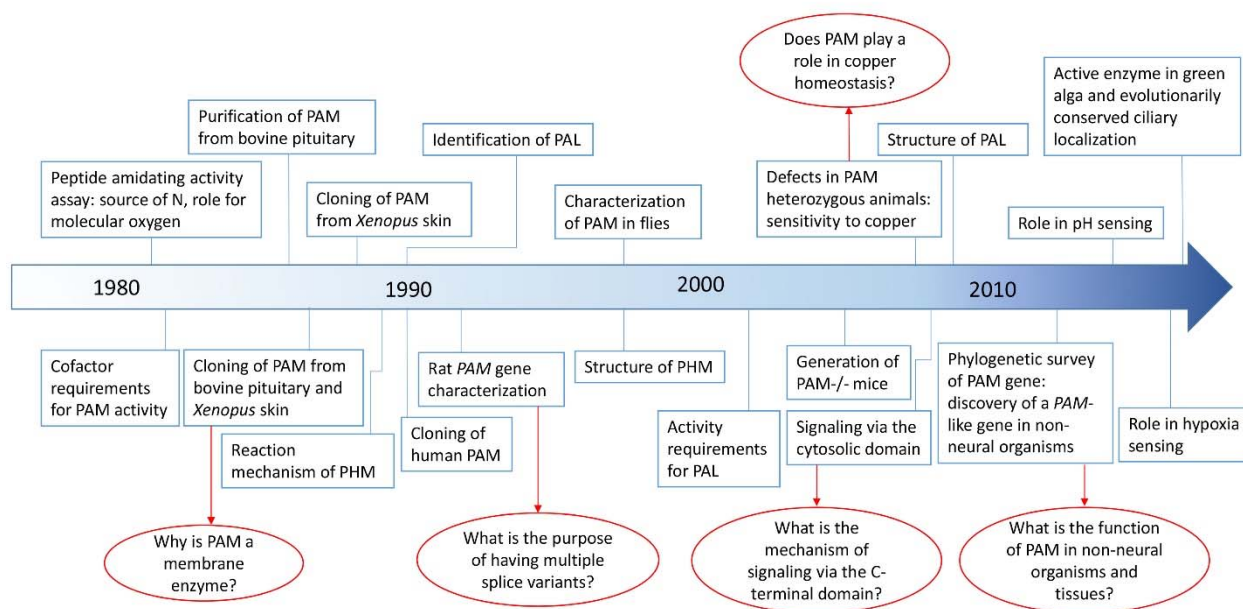 Does PAM play a
role in copper
homeostasis?
Active enzyme in green
alga and evolutionarily
conserved ciliary
localization
Purification of PAM
from bovine pituitary
Identification of PAL
Structure of PAL
Peptide amidating activity
assay: source of N, role for
molecular oxygen
Cloning of PAM
from Xenopus skin
Characterization
of PAM in flies
Defects in PAM
heterozygous animals:
sensitivity to copper
Role in pH sensing
1980
1990
2000
2010
Cofactor
requirements
for PAM activity
Cloning of PAM from
bovine pituitary and
Xenopus skin
Reaction
mechanism of PHM
Rat PAM gene
characterization
Cloning of
human PAM
Structure of PHM
Activity
requirements
for PAL
Generation of
PAM-/- mice
Signaling via the
cytosolic domain
Phylogenetic survey
of PAM gene:
discovery of a PAM-
like gene in non-
neural organisms
Role in hypoxia
sensing
Why is PAM a
membrane
enzyme?
What is the purpose
of having multiple
splice variants?
What is the
mechanism of
signaling via the C-
terminal domain?
What is the function
of PAM in non-neural
organisms and
tissues?